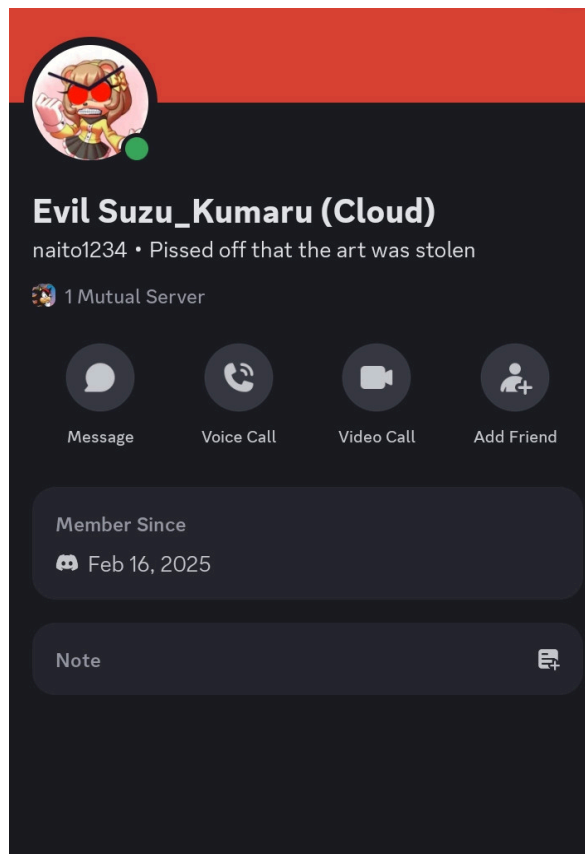 Evil Suzu_Kumaru (Cloud)
naito1234 • Pissed off that the art was stolen
1 Mutual Server
Message Voice Call Video Call Add Friend
Member Since
Feb 16, 2025
Note